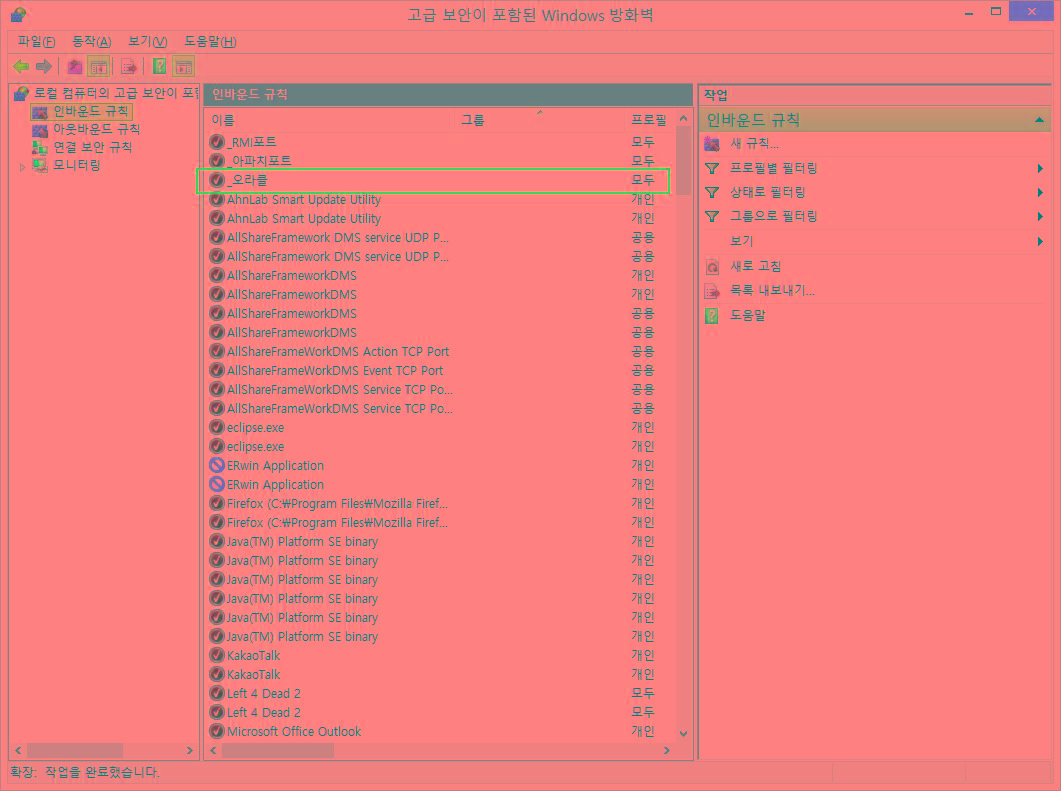 고급 보안이 포함된 Windows 방화벽
파일(F) 동작(A) 보기(V) 도움말(H)
로컬 컴퓨터의 고급 보안이 포함
인바운드 규칙
아웃바운드 규칙
연결 보안 규칙
모니터링
인바운드 규칙
이름 그룹 프로필
_RMI포트 모두
_아파치포트 모두
_오라클 모두
AhnLab Smart Update Utility 개인
AhnLab Smart Update Utility 개인
AllShareFramework DMS service UDP P... 공용
AllShareFramework DMS service UDP P... 공용
AllShareFrameworkDMS 개인
AllShareFrameworkDMS 개인
AllShareFrameworkDMS 공용
AllShareFrameworkDMS 공용
AllShareFrameWorkDMS Action TCP Port 공용
AllShareFrameWorkDMS Event TCP Port 공용
AllShareFrameWorkDMS Service TCP Po... 공용
AllShareFrameWorkDMS Service TCP Po... 공용
eclipse.exe 개인
eclipse.exe 개인
ERwin Application 개인
ERwin Application 개인
Firefox (C:₩Program Files₩Mozilla Firef... 개인
Firefox (C:₩Program Files₩Mozilla Firef... 개인
Java(TM) Platform SE binary 개인
Java(TM) Platform SE binary 개인
Java(TM) Platform SE binary 개인
Java(TM) Platform SE binary 개인
Java(TM) Platform SE binary 개인
Java(TM) Platform SE binary 개인
KakaoTalk 개인
KakaoTalk 개인
Left 4 Dead 2 모두
Left 4 Dead 2 모두
Microsoft Office Outlook 개인
작업
인바운드 규칙
새 규칙...
프로필별 필터링
상태로 필터링
그룹으로 필터링
보기
새로 고침
목록 내보내기...
도움말
확장: 작업을 완료했습니다.